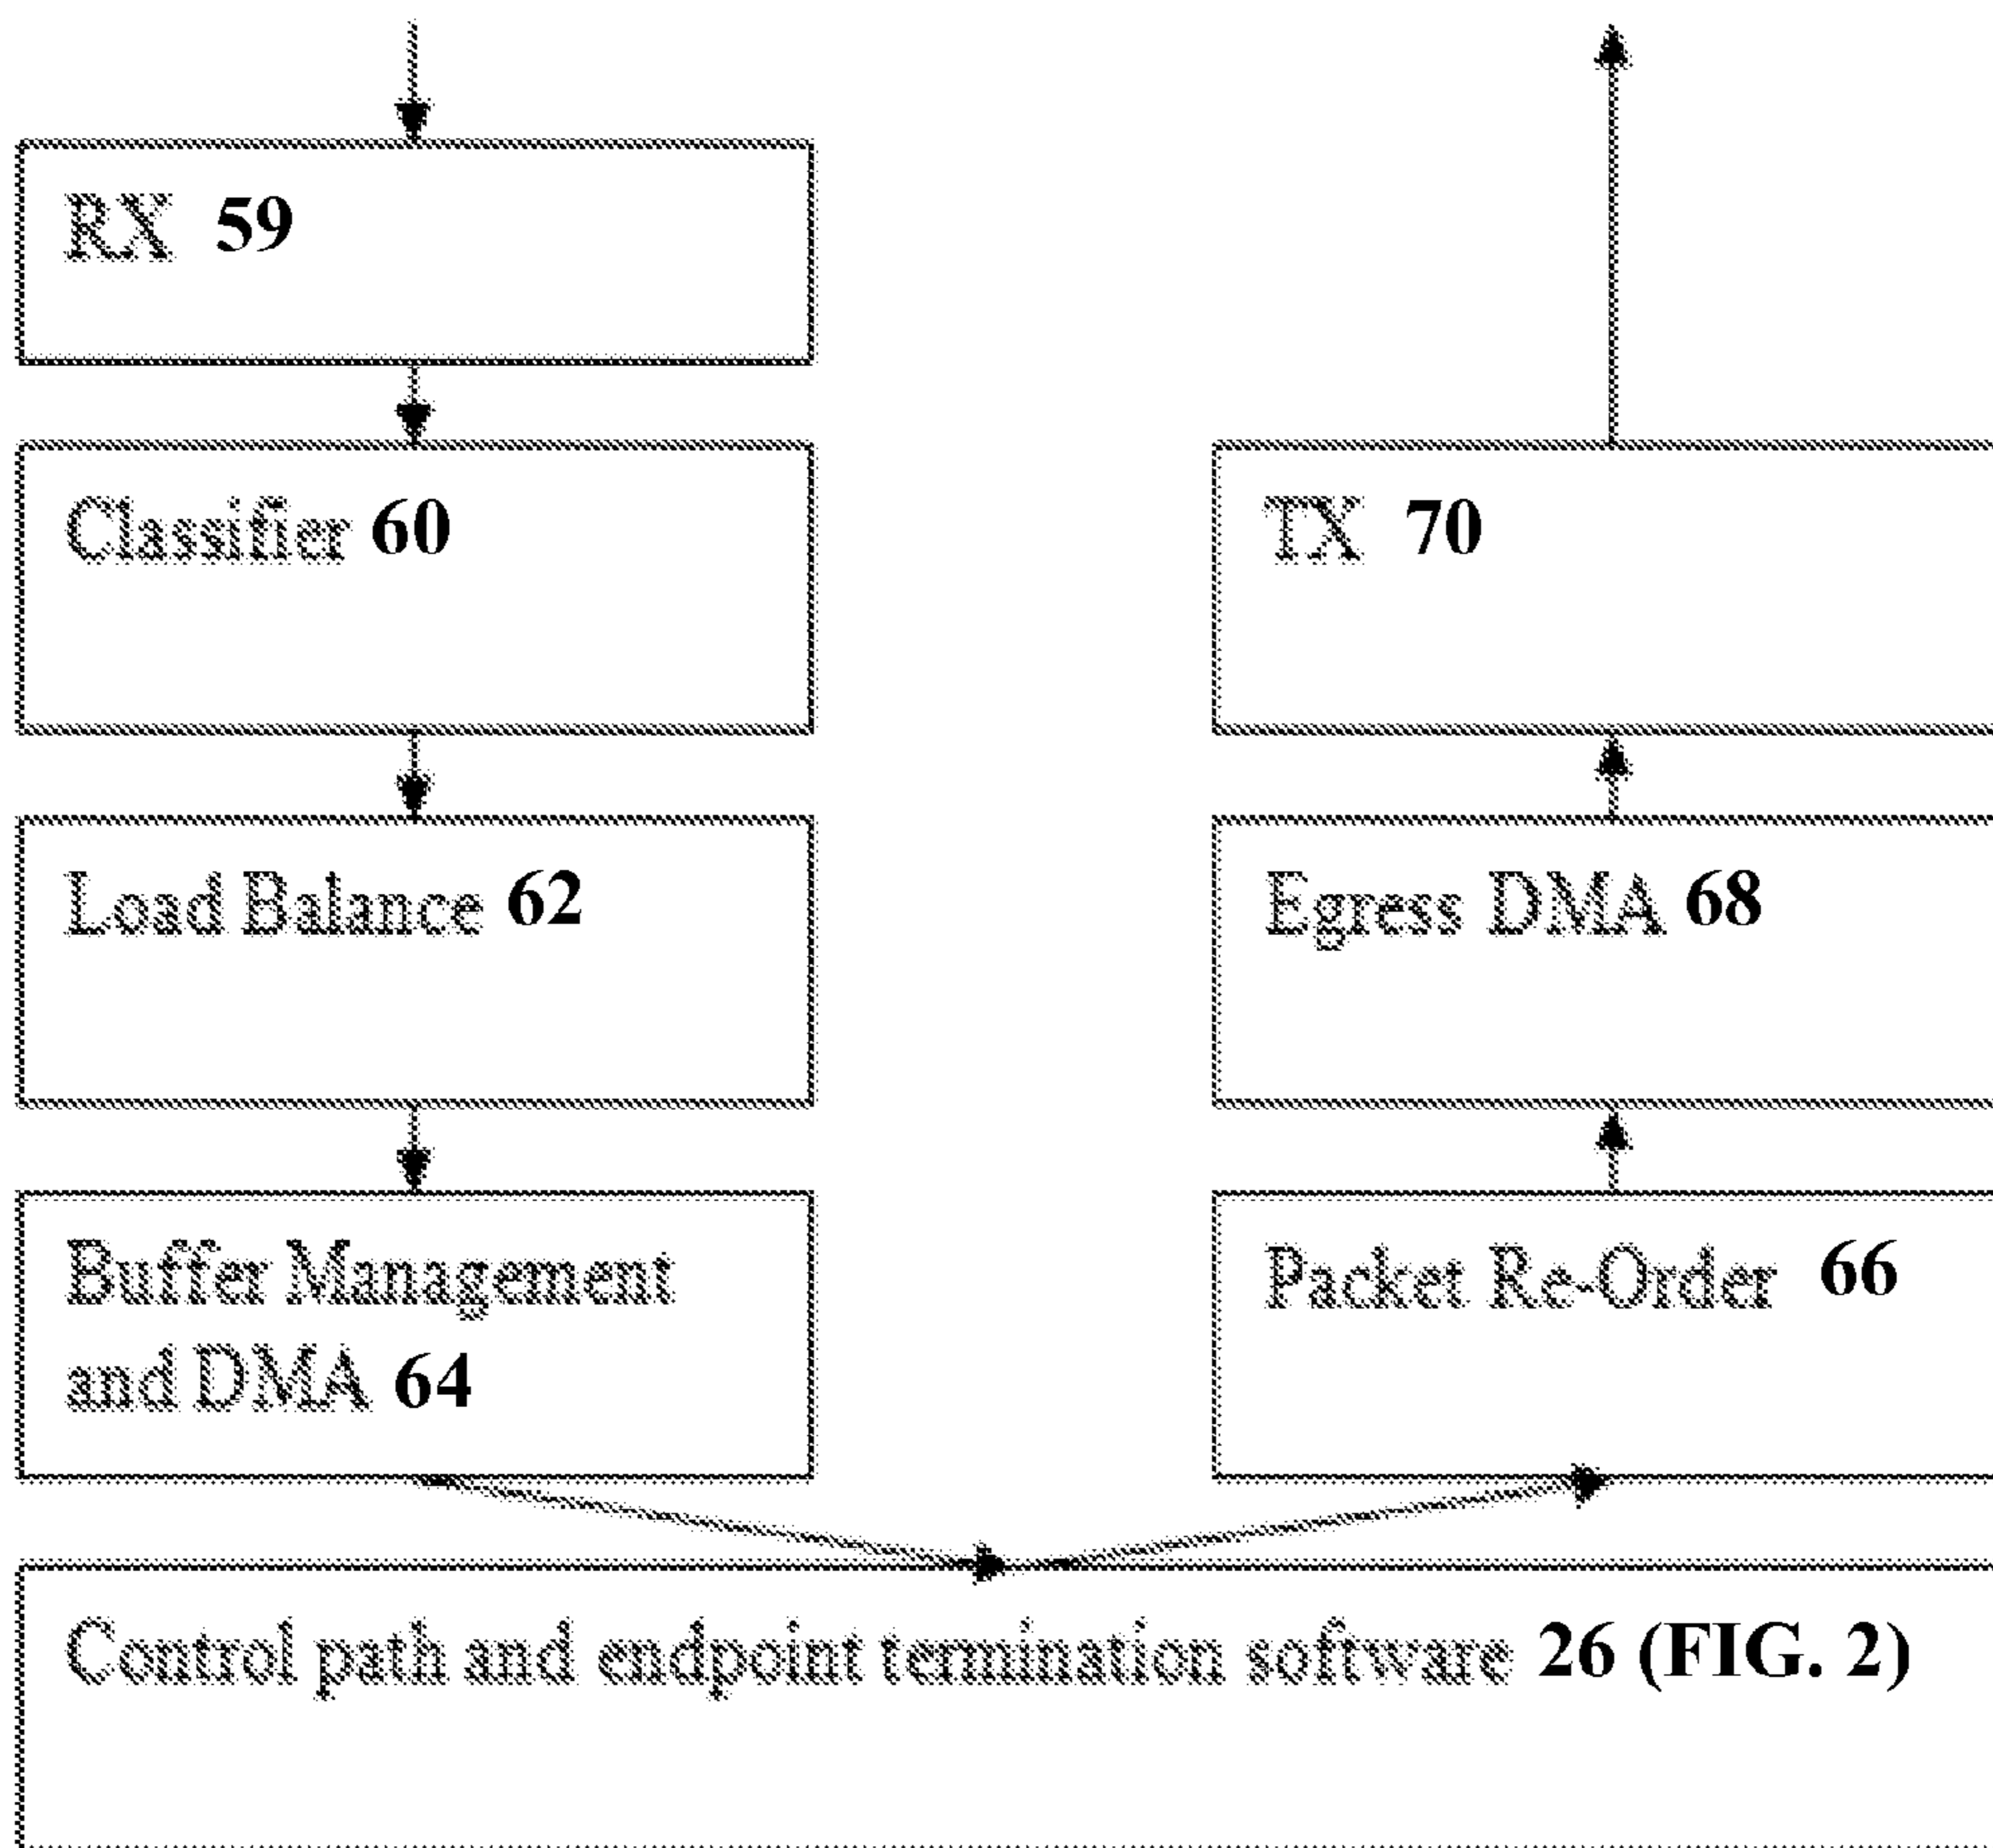 RX 59
Classifier 60
Load Balance 62
Buffer Management
and DMA 64
TX 70
Egress DMA 68
Packet Re-Order 66
Control path and endpoint termination software 26 (FIG. 2)